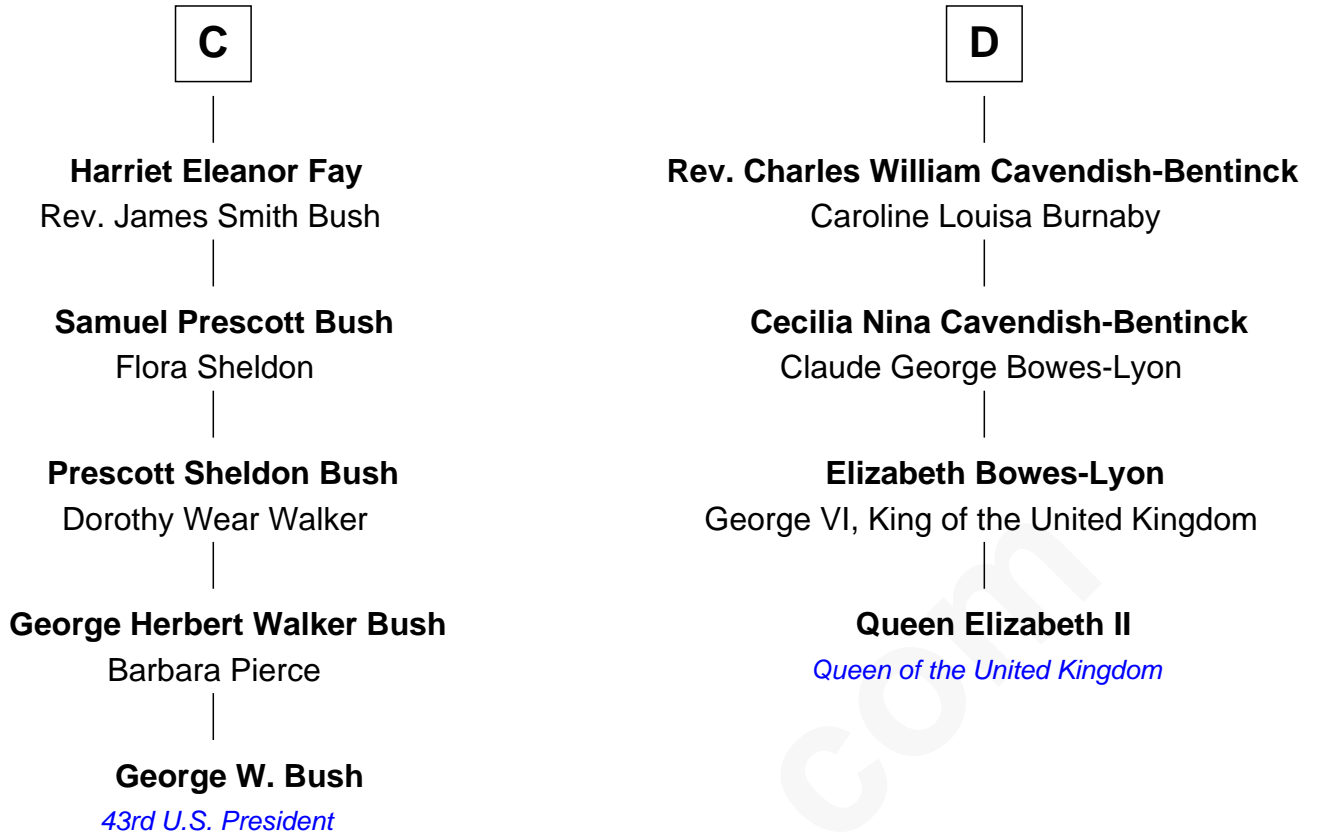 C
Harriet Eleanor Fay
Rev. James Smith Bush
Samuel Prescott Bush
Flora Sheldon
Prescott Sheldon Bush
Dorothy Wear Walker
George Herbert Walker Bush
Barbara Pierce
George W. Bush
43rd U.S. President
D
Rev. Charles William Cavendish-Bentinck
Caroline Louisa Burnaby
Cecilia Nina Cavendish-Bentinck
Claude George Bowes-Lyon
Elizabeth Bowes-Lyon
George VI, King of the United Kingdom
Queen Elizabeth II
Queen of the United Kingdom
com